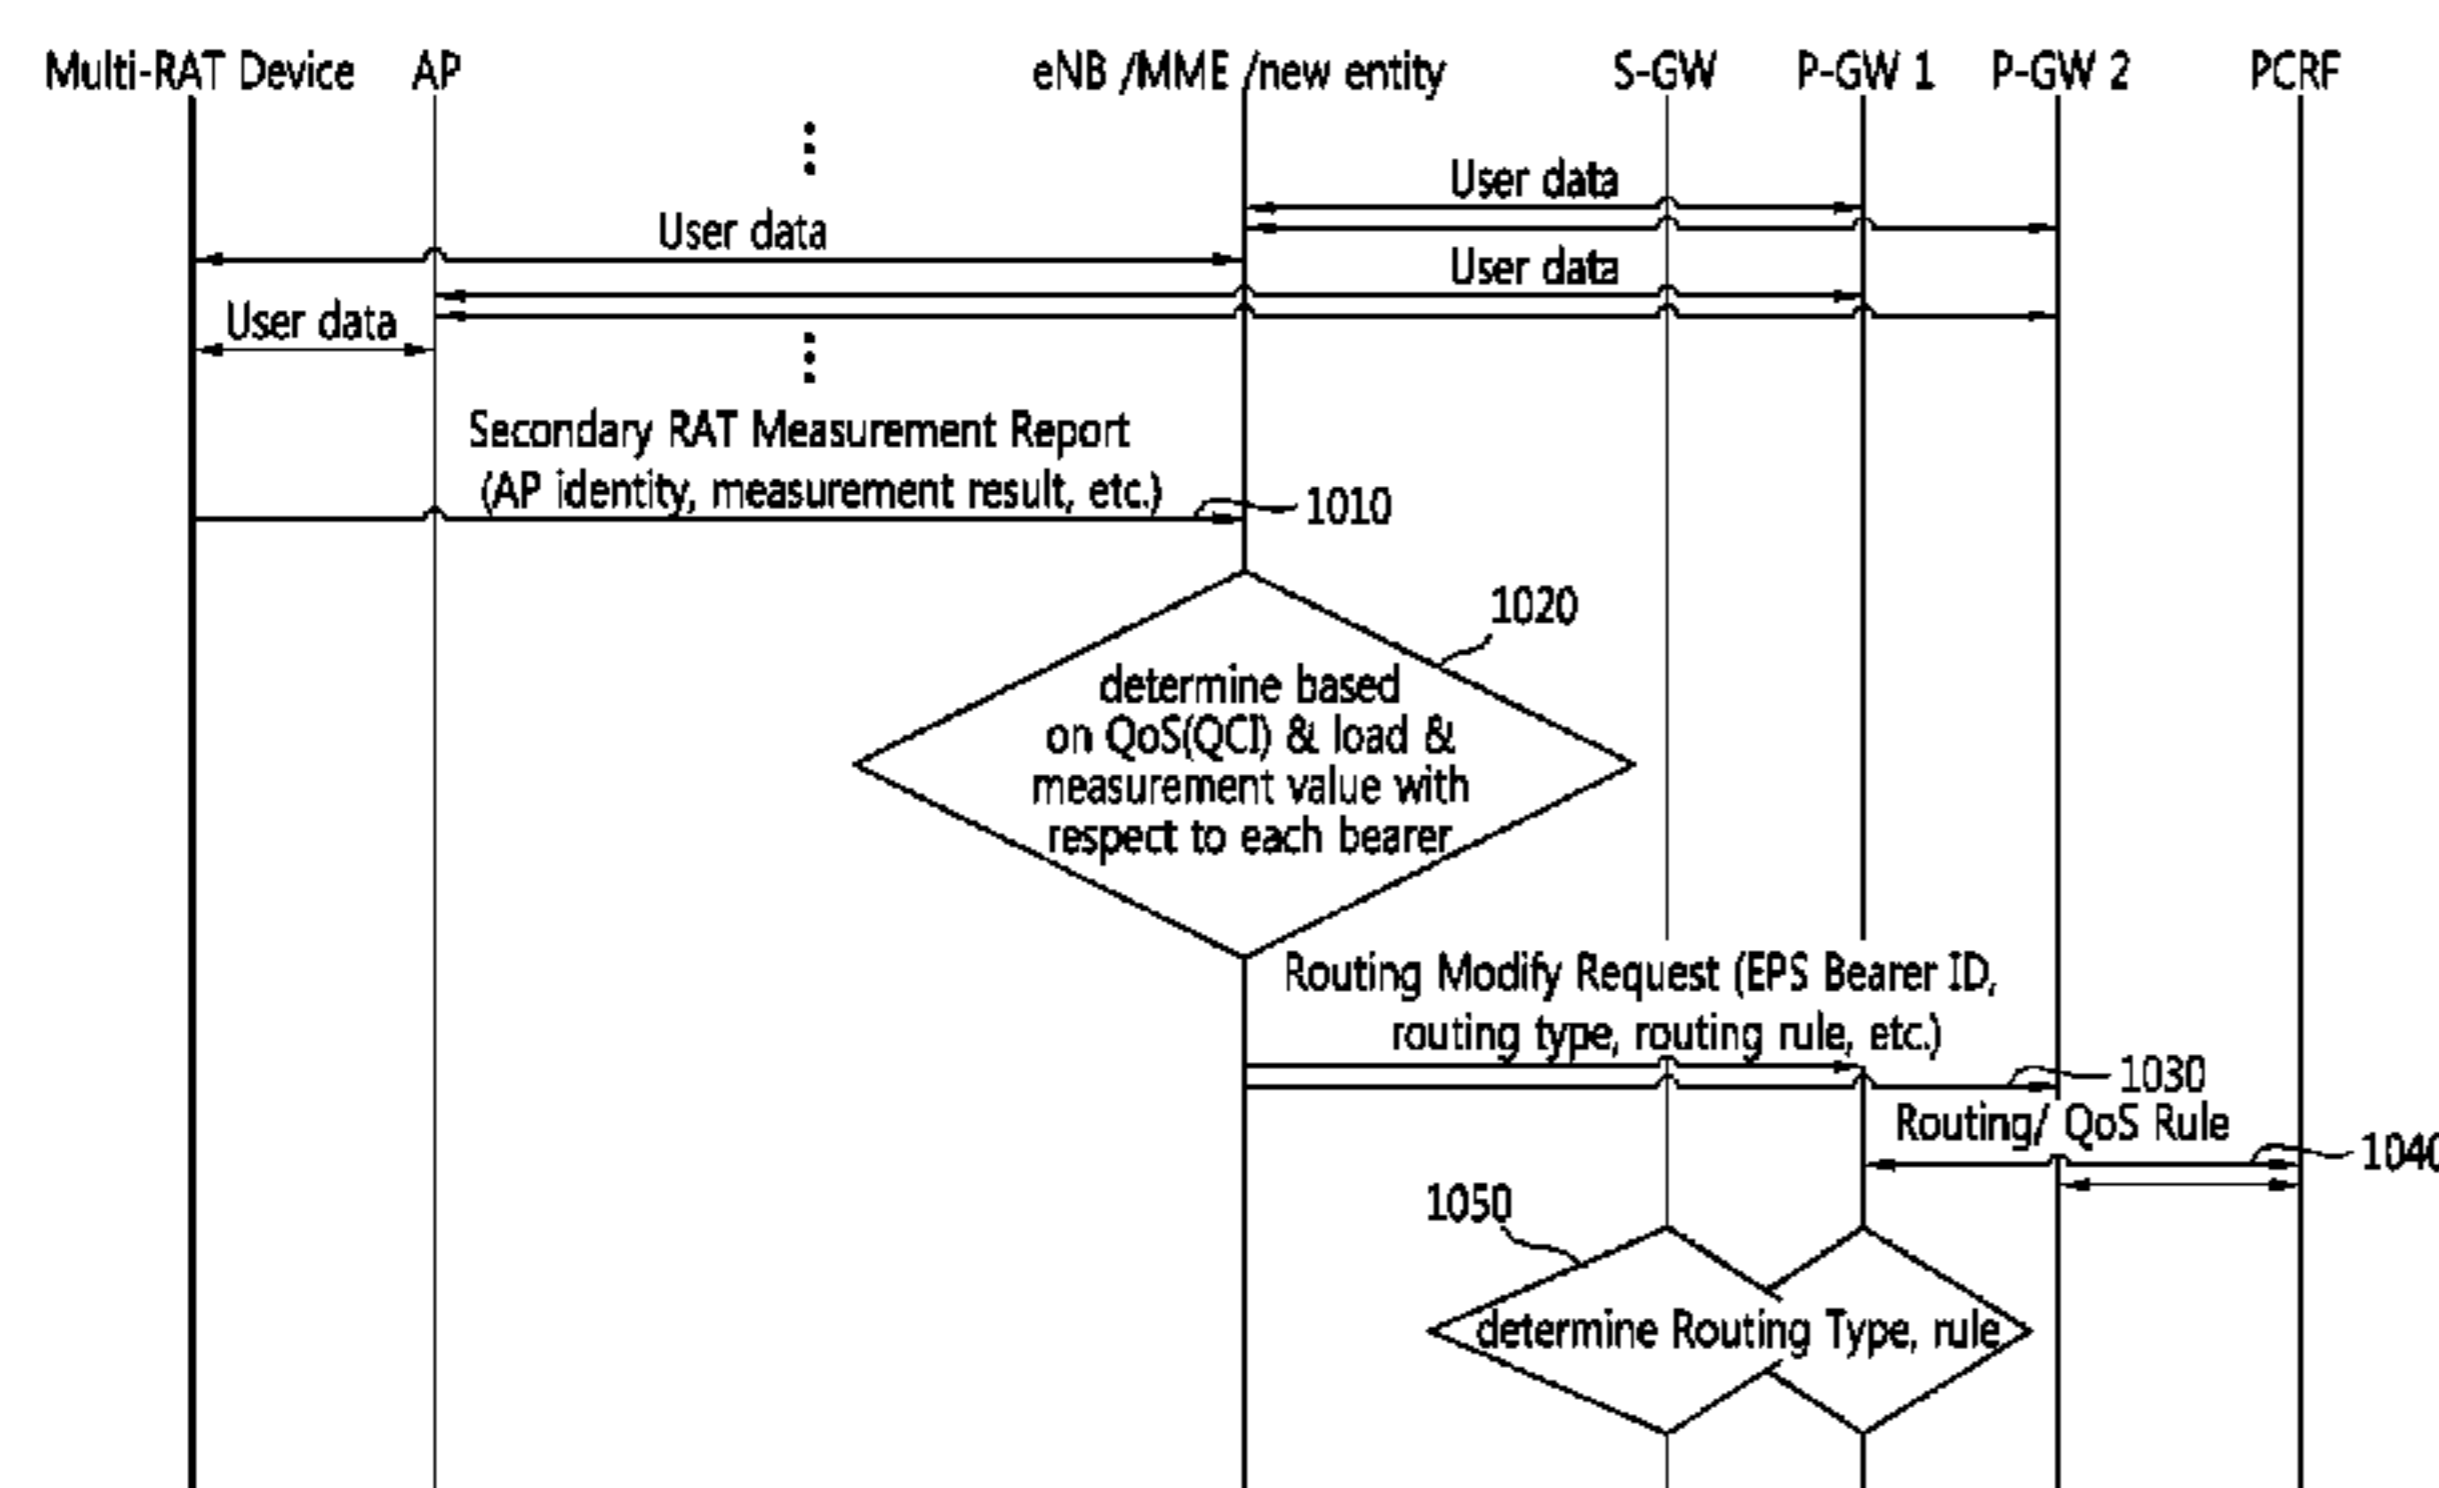 Multi-RAT Device AP eNB /MME /new entity S-GW P-GW 1 P-GW 2 PCRF
User data
User data
User data
User data
Secondary RAT Measurement Report
(AP identity, measurement result, etc.)
1010
1020
determine based
on QoS(QCI) & load &
measurement value with
respect to each bearer
Routing Modify Request (EPS Bearer ID,
routing type, routing rule, etc.)
1030
Routing/ QoS Rule
1040
1050
determine Routing Type, rule